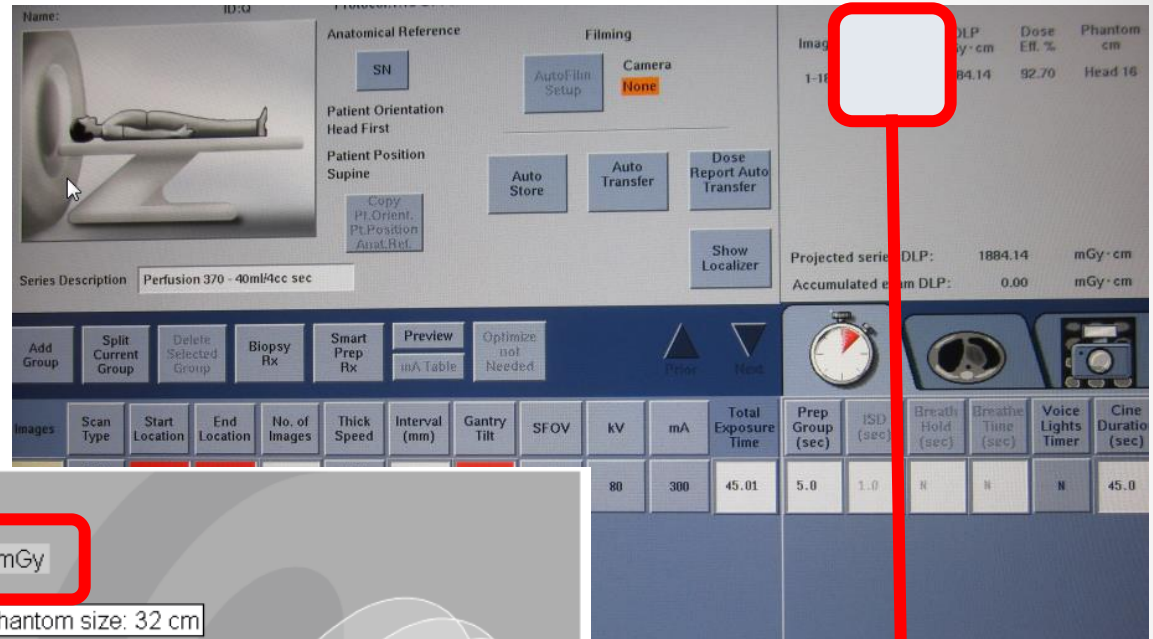 Name:
ID:0
Anatomical Reference
SN
Patient Orientation
Head First
Patient Position
Supine
Copy
Pt.Orient.
Pt.Position
Anat.Ref.
Filming
AutoFilm
Setup
Camera
None
Auto
Store
Auto
Transfer
Dose
Report Auto
Transfer
Show
Localizer
Series Description Perfusion 370 - 40ml/4cc sec
Dose
Eff. %
Phantom
cm
92.70 Head 16
Projected DLP: 1884.14 mGy·cm
Accumulated DLP: 0.00 mGy·cm
Add
Group
Split
Current
Group
Delete
Selected
Group
Biopsy
Rx
Smart
Prep
Rx
Preview
mA Table
Optimize
not
Needed
Prior
Next
Images
Scan
Type
Start
Location
End
Location
No. of
Images
Thick
Speed
Interval
(mm)
Gantry
Tilt
SFOV
kV
mA
Total
Exposure
Time
Prep
Group
(sec)
ISD
(sec)
Breath
Hold
(sec)
Breathe
Time
(sec)
Voice
Lights
Timer
Cine
Duration
(sec)
80 300 45.01 5.0 1.0 N N N 45.0
mGy
hantom size: 32 cm